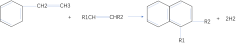 CH2 CH3
+ R1CH CHR2 + 2H2
R2
R1